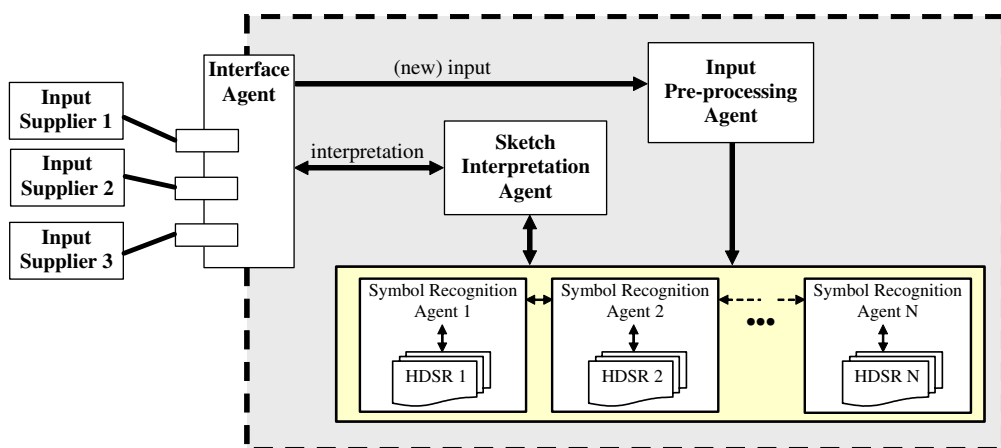 Interface
Agent
(new) input
Input
Pre-processing
Agent
Input
Supplier 1
Input
Supplier 2
Input
Supplier 3
interpretation
Sketch
Interpretation
Agent
Symbol Recognition
Agent 1
HDSR 1
Symbol Recognition
Agent 2
HDSR 2
•••
Symbol Recognition
Agent N
HDSR N